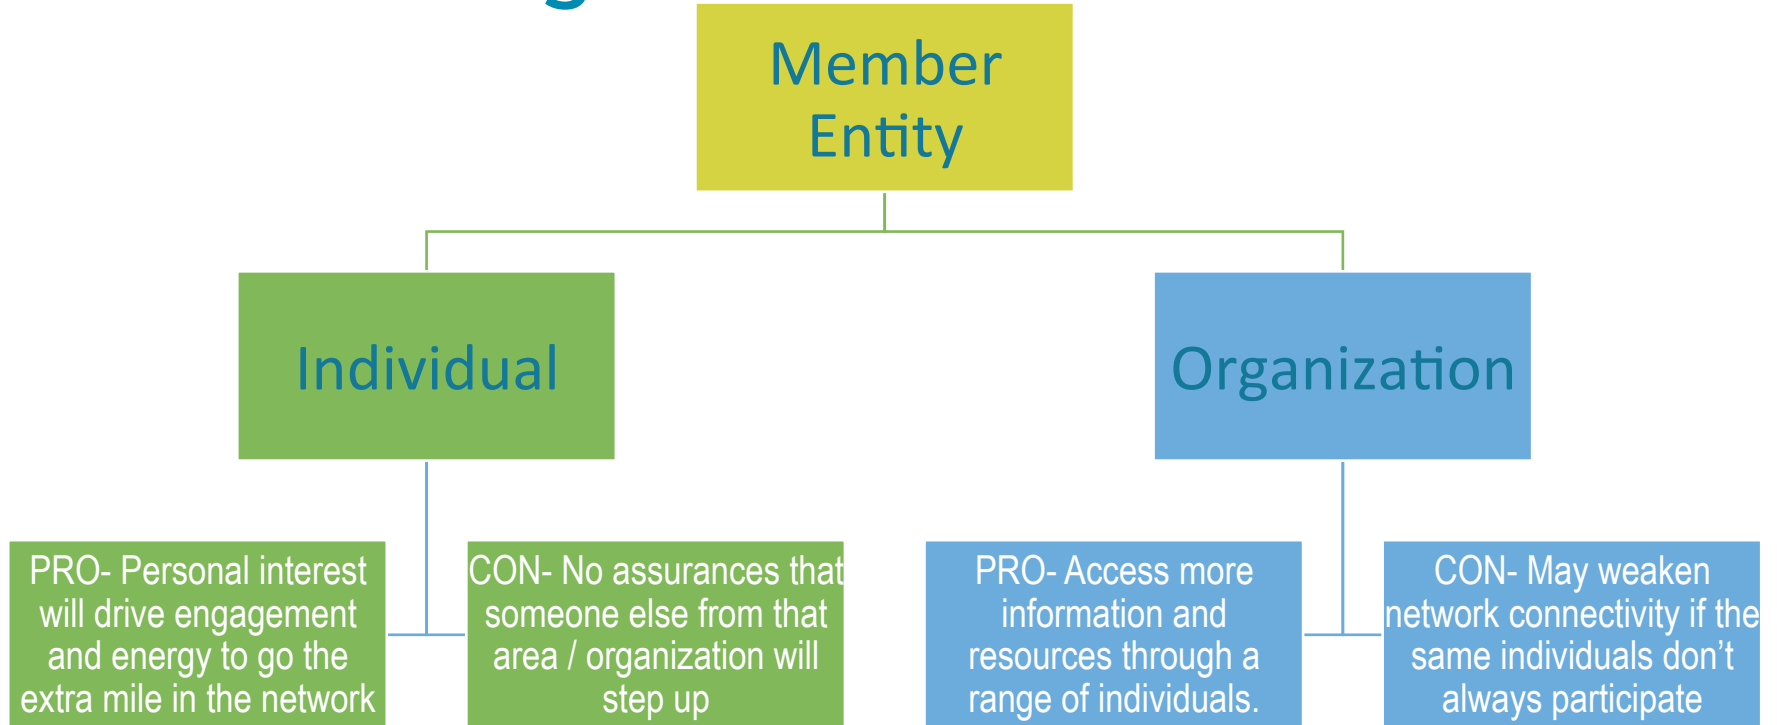 Member
Entity
Individual
Organization
PRO- Personal interest
will drive engagement
and energy to go the
extra mile in the network
CON- No assurances that
someone else from that
area / organization will
step up
PRO- Access more
information and
resources through a
range of individuals.
CON- May weaken
network connectivity if the
same individuals don’t
always participate